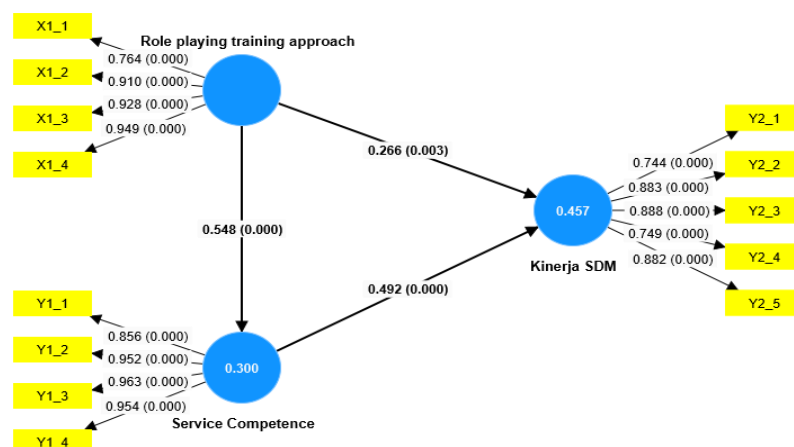 X1_1
Role playing training approach
0.764 (0.000)
X1_2
0.910 (0.000)
X1_3
0.928 (0.000)
0.949 (0.000)
X1_4
0.266 (0.003)
0.548 (0.000)
0.492 (0.000)
Y2_1
0.744 (0.000)
Y2_2
0.883 (0.000)
0.457
0.888 (0.000)
Y2_3
0.749 (0.000)
Y2_4
0.882 (0.000)
Kinerja SDM
Y2_5
Y1_1
0.856 (0.000)
Y1_2
0.952 (0.000)
0.300
0.963 (0.000)
Y1_3
0.954 (0.000)
Service Competence
Y1_4